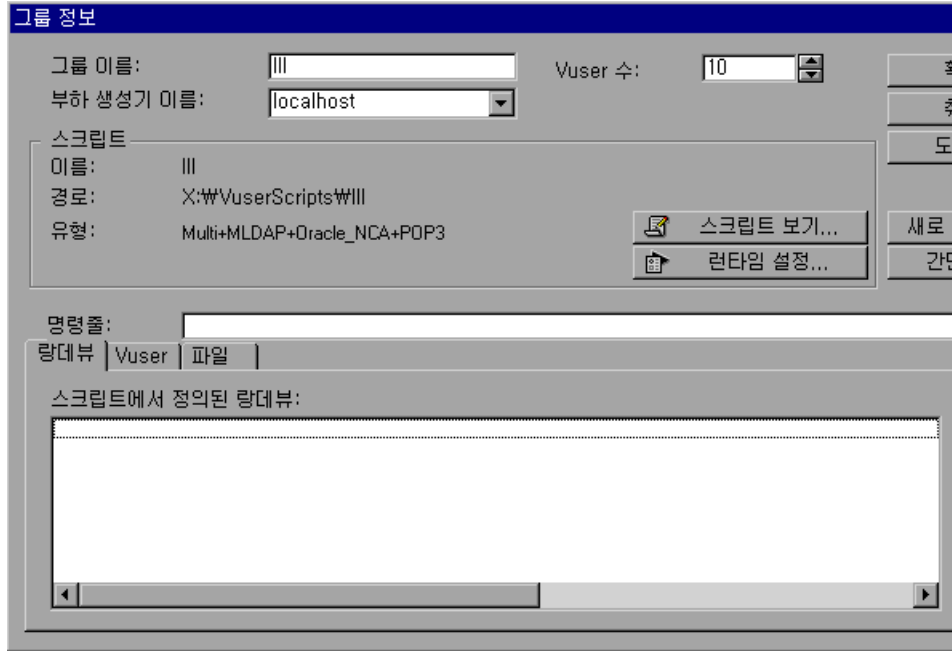 그룹 정보
그룹 이름: lll Vuser 수: 10
부하 생성기 이름: localhost
스크립트
도
이름: lll
경로: X:₩VuserScripts₩lll
유형: Multi+MLDAP+Oracle_NCA+POP3 스크립트 보기... 새로
런타임 설정...
명령줄:
랑데뷰 Vuser 파일
스크립트에서 정의된 랑데뷰: